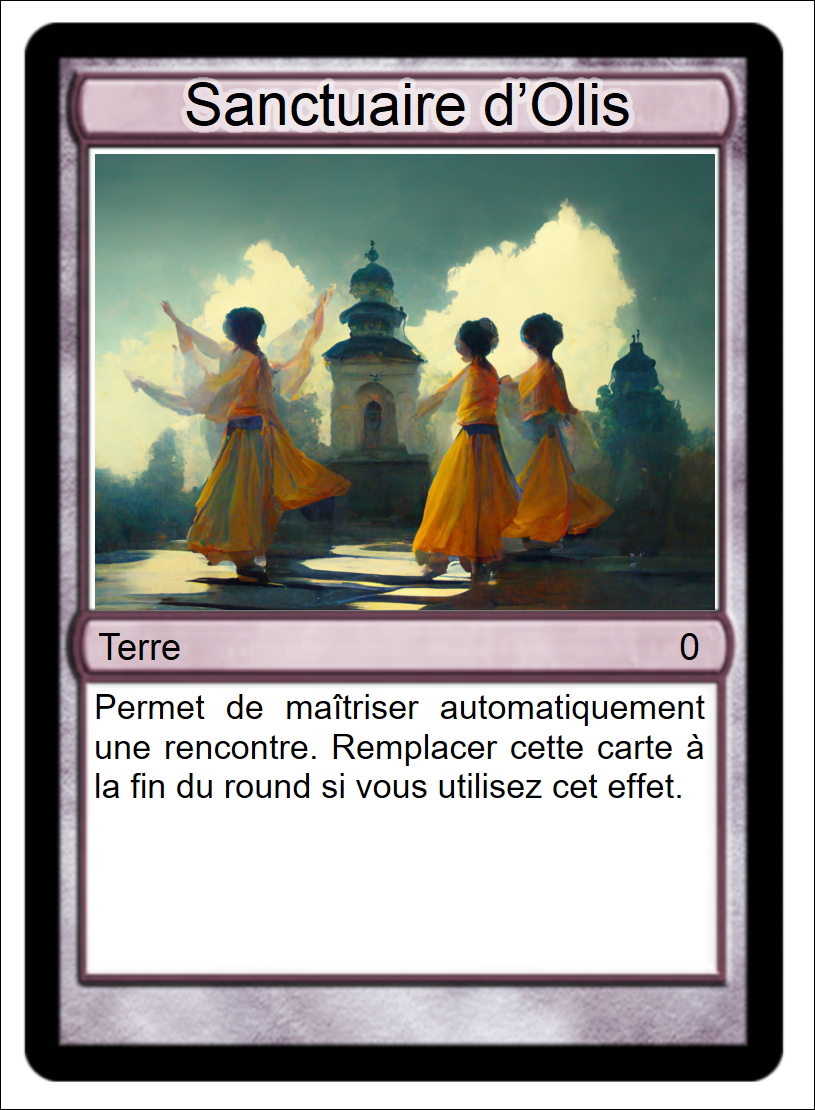 Sanctuaire d’Olis
Terre 0
Permet de maîtriser automatiquement
une rencontre. Remplacer cette carte à
la fin du round si vous utilisez cet effet.